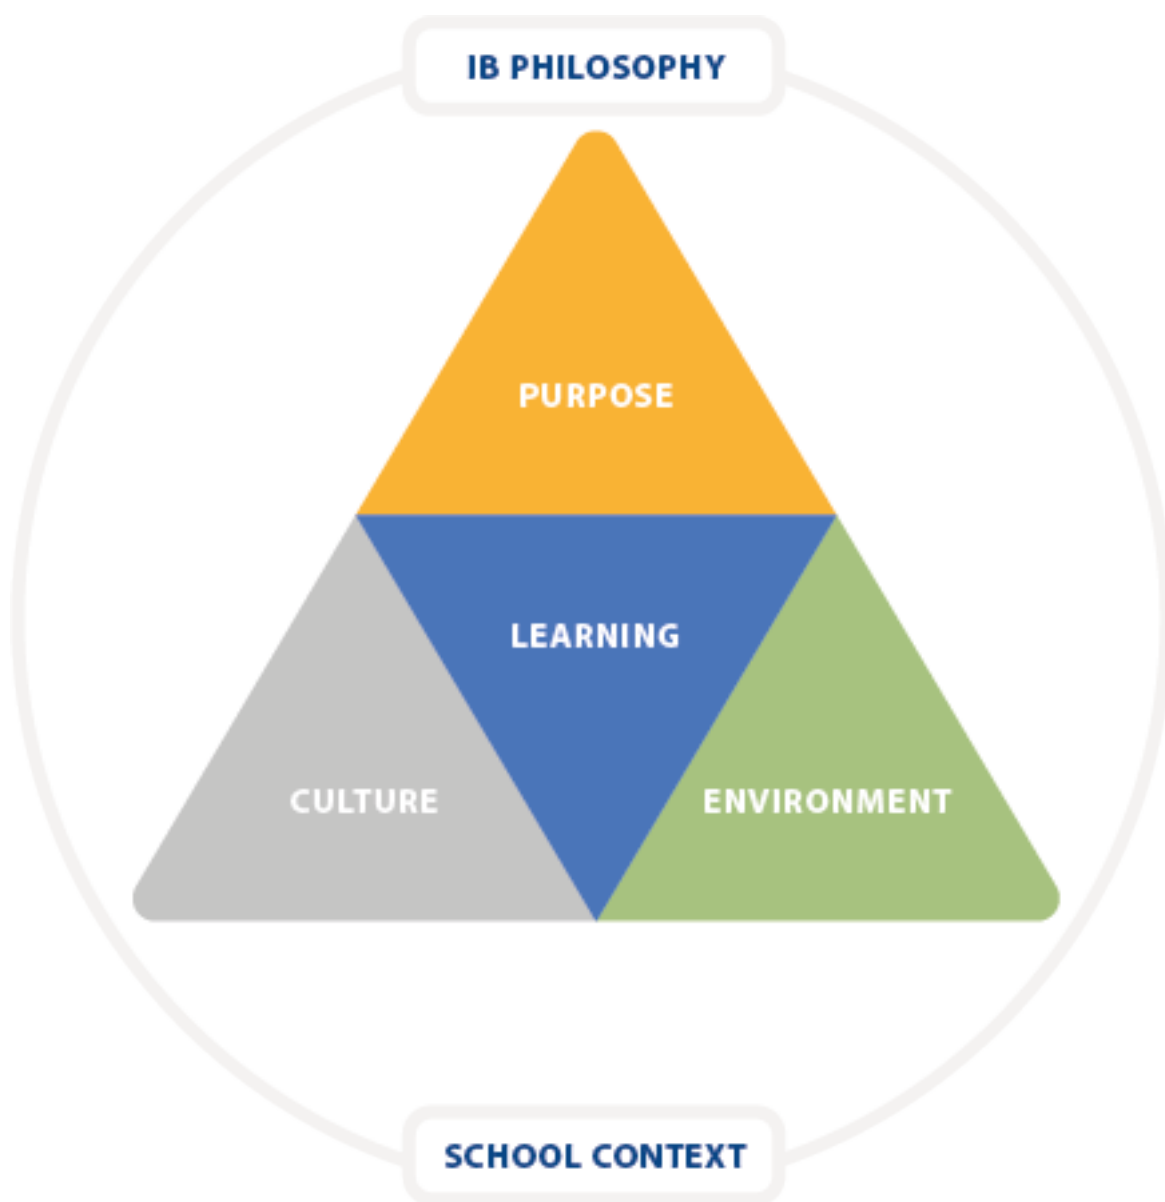 IB PHILOSOPHY
PURPOSE
LEARNING
CULTURE
ENVIRONMENT
SCHOOL CONTEXT